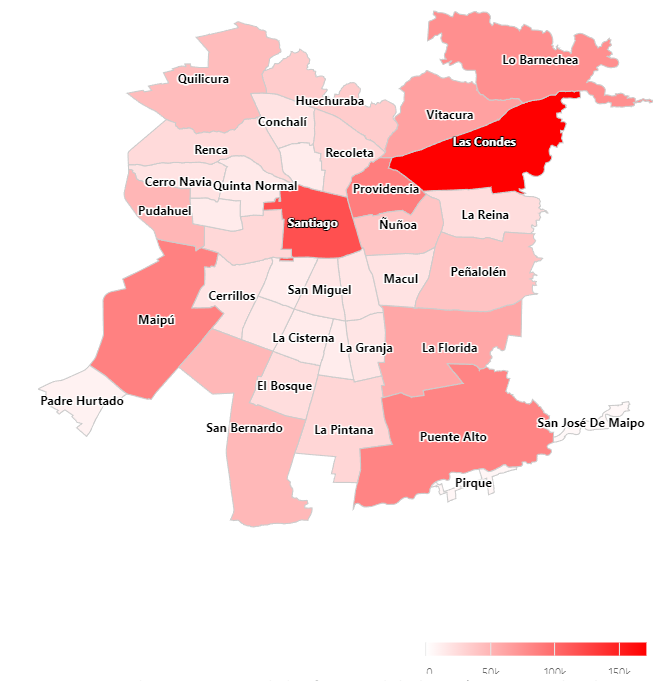 Lo Barnechea
Quilicura
Huechuraba
Vitacura
Conchalí
Las Condes
Renca
Recoleta
Cerro Navia
Quinta Normal
Providencia
Pudahuel
La Reina
Santiago
Ñuñoa
Peñalolén
Macul
San Miguel
Cerrillos
Maipú
La Cisterna
La Granja
La Florida
El Bosque
Padre Hurtado
San José De Maipo
San Bernardo
La Pintana
Puente Alto
Pirque
0 50k 100k 150k